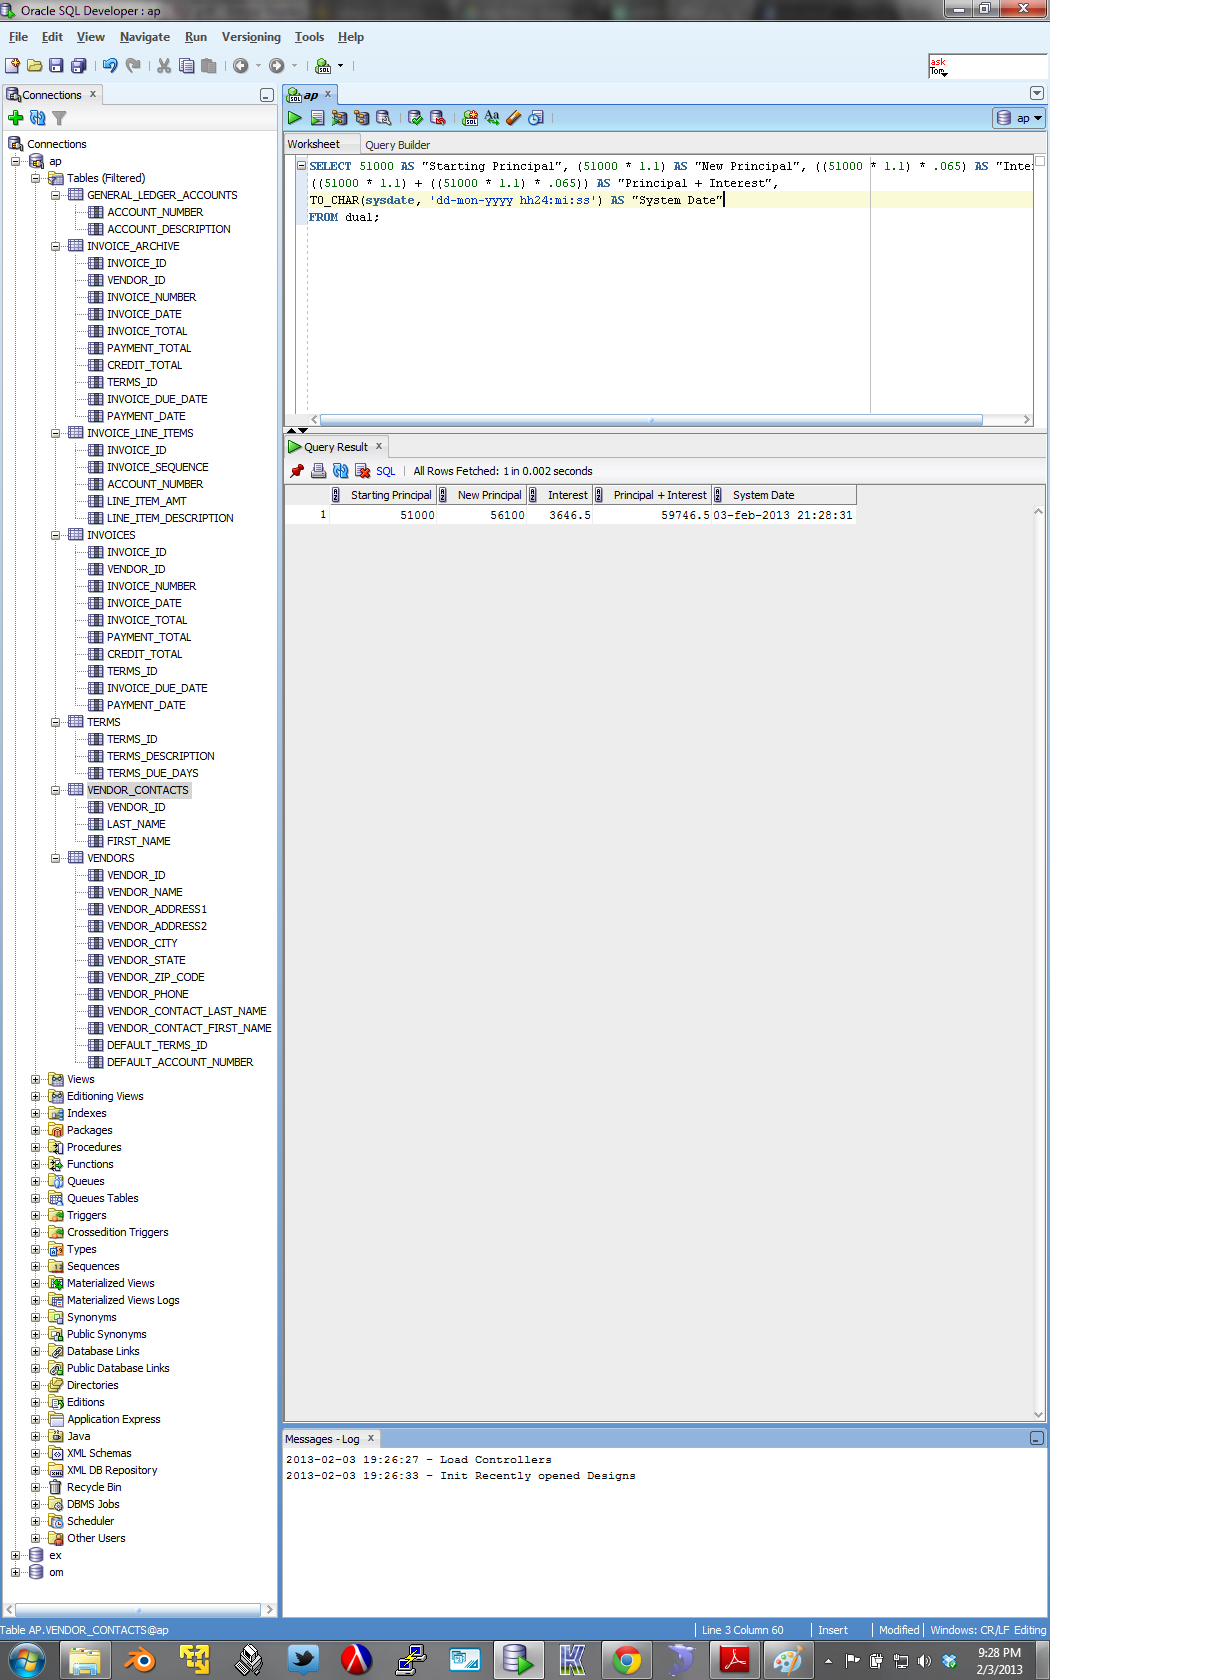 Oracle SQL Developer : ap
File Edit View Navigate Run Versioning Tools Help
ask
Tom
Connections
Connections
ap
Tables (Filtered)
GENERAL_LEDGER_ACCOUNTS
ACCOUNT_NUMBER
ACCOUNT_DESCRIPTION
INVOICE_ARCHIVE
INVOICE_ID
VENDOR_ID
INVOICE_NUMBER
INVOICE_DATE
INVOICE_TOTAL
PAYMENT_TOTAL
CREDIT_TOTAL
TERMS_ID
INVOICE_DUE_DATE
PAYMENT_DATE
INVOICE_LINE_ITEMS
INVOICE_ID
INVOICE_SEQUENCE
ACCOUNT_NUMBER
LINE_ITEM_AMT
LINE_ITEM_DESCRIPTION
INVOICES
INVOICE_ID
VENDOR_ID
INVOICE_NUMBER
INVOICE_DATE
INVOICE_TOTAL
PAYMENT_TOTAL
CREDIT_TOTAL
TERMS_ID
INVOICE_DUE_DATE
PAYMENT_DATE
TERMS
TERMS_ID
TERMS_DESCRIPTION
TERMS_DUE_DAYS
VENDOR_CONTACTS
VENDOR_ID
LAST_NAME
FIRST_NAME
VENDORS
VENDOR_ID
VENDOR_NAME
VENDOR_ADDRESS1
VENDOR_ADDRESS2
VENDOR_CITY
VENDOR_STATE
VENDOR_ZIP_CODE
VENDOR_PHONE
VENDOR_CONTACT_LAST_NAME
VENDOR_CONTACT_FIRST_NAME
DEFAULT_TERMS_ID
DEFAULT_ACCOUNT_NUMBER
Views
Editioning Views
Indexes
Packages
Procedures
Functions
Queues
Queues Tables
Triggers
Crossedition Triggers
Types
Sequences
Materialized Views
Materialized Views Logs
Synonyms
Public Synonyms
Database Links
Public Database Links
Directories
Editions
Application Express
Java
XML Schemas
XML DB Repository
Recycle Bin
DBMS Jobs
Scheduler
Other Users
ex
om
ap
ap
Worksheet Query Builder
SELECT 51000 AS "Starting Principal", (51000 * 1.1) AS "New Principal", ((51000 * 1.1) * .065) AS "Inte
((51000 * 1.1) + ((51000 * 1.1) * .065)) AS "Principal + Interest",
TO_CHAR(sysdate, 'dd-mon-yyyy hh24:mi:ss') AS "System Date"
FROM dual;
Query Result
SQL All Rows Fetched: 1 in 0.002 seconds
Starting Principal New Principal Interest Principal + Interest System Date
1 51000 56100 3646.5 59746.5 03-feb-2013 21:28:31
Messages - Log
2013-02-03 19:26:27 - Load Controllers
2013-02-03 19:26:33 - Init Recently opened Designs
Table AP.VENDOR_CONTACTS@ap Line 3 Column 60 Insert Modified Windows: CR/LF Editing
9:28 PM
2/3/2013